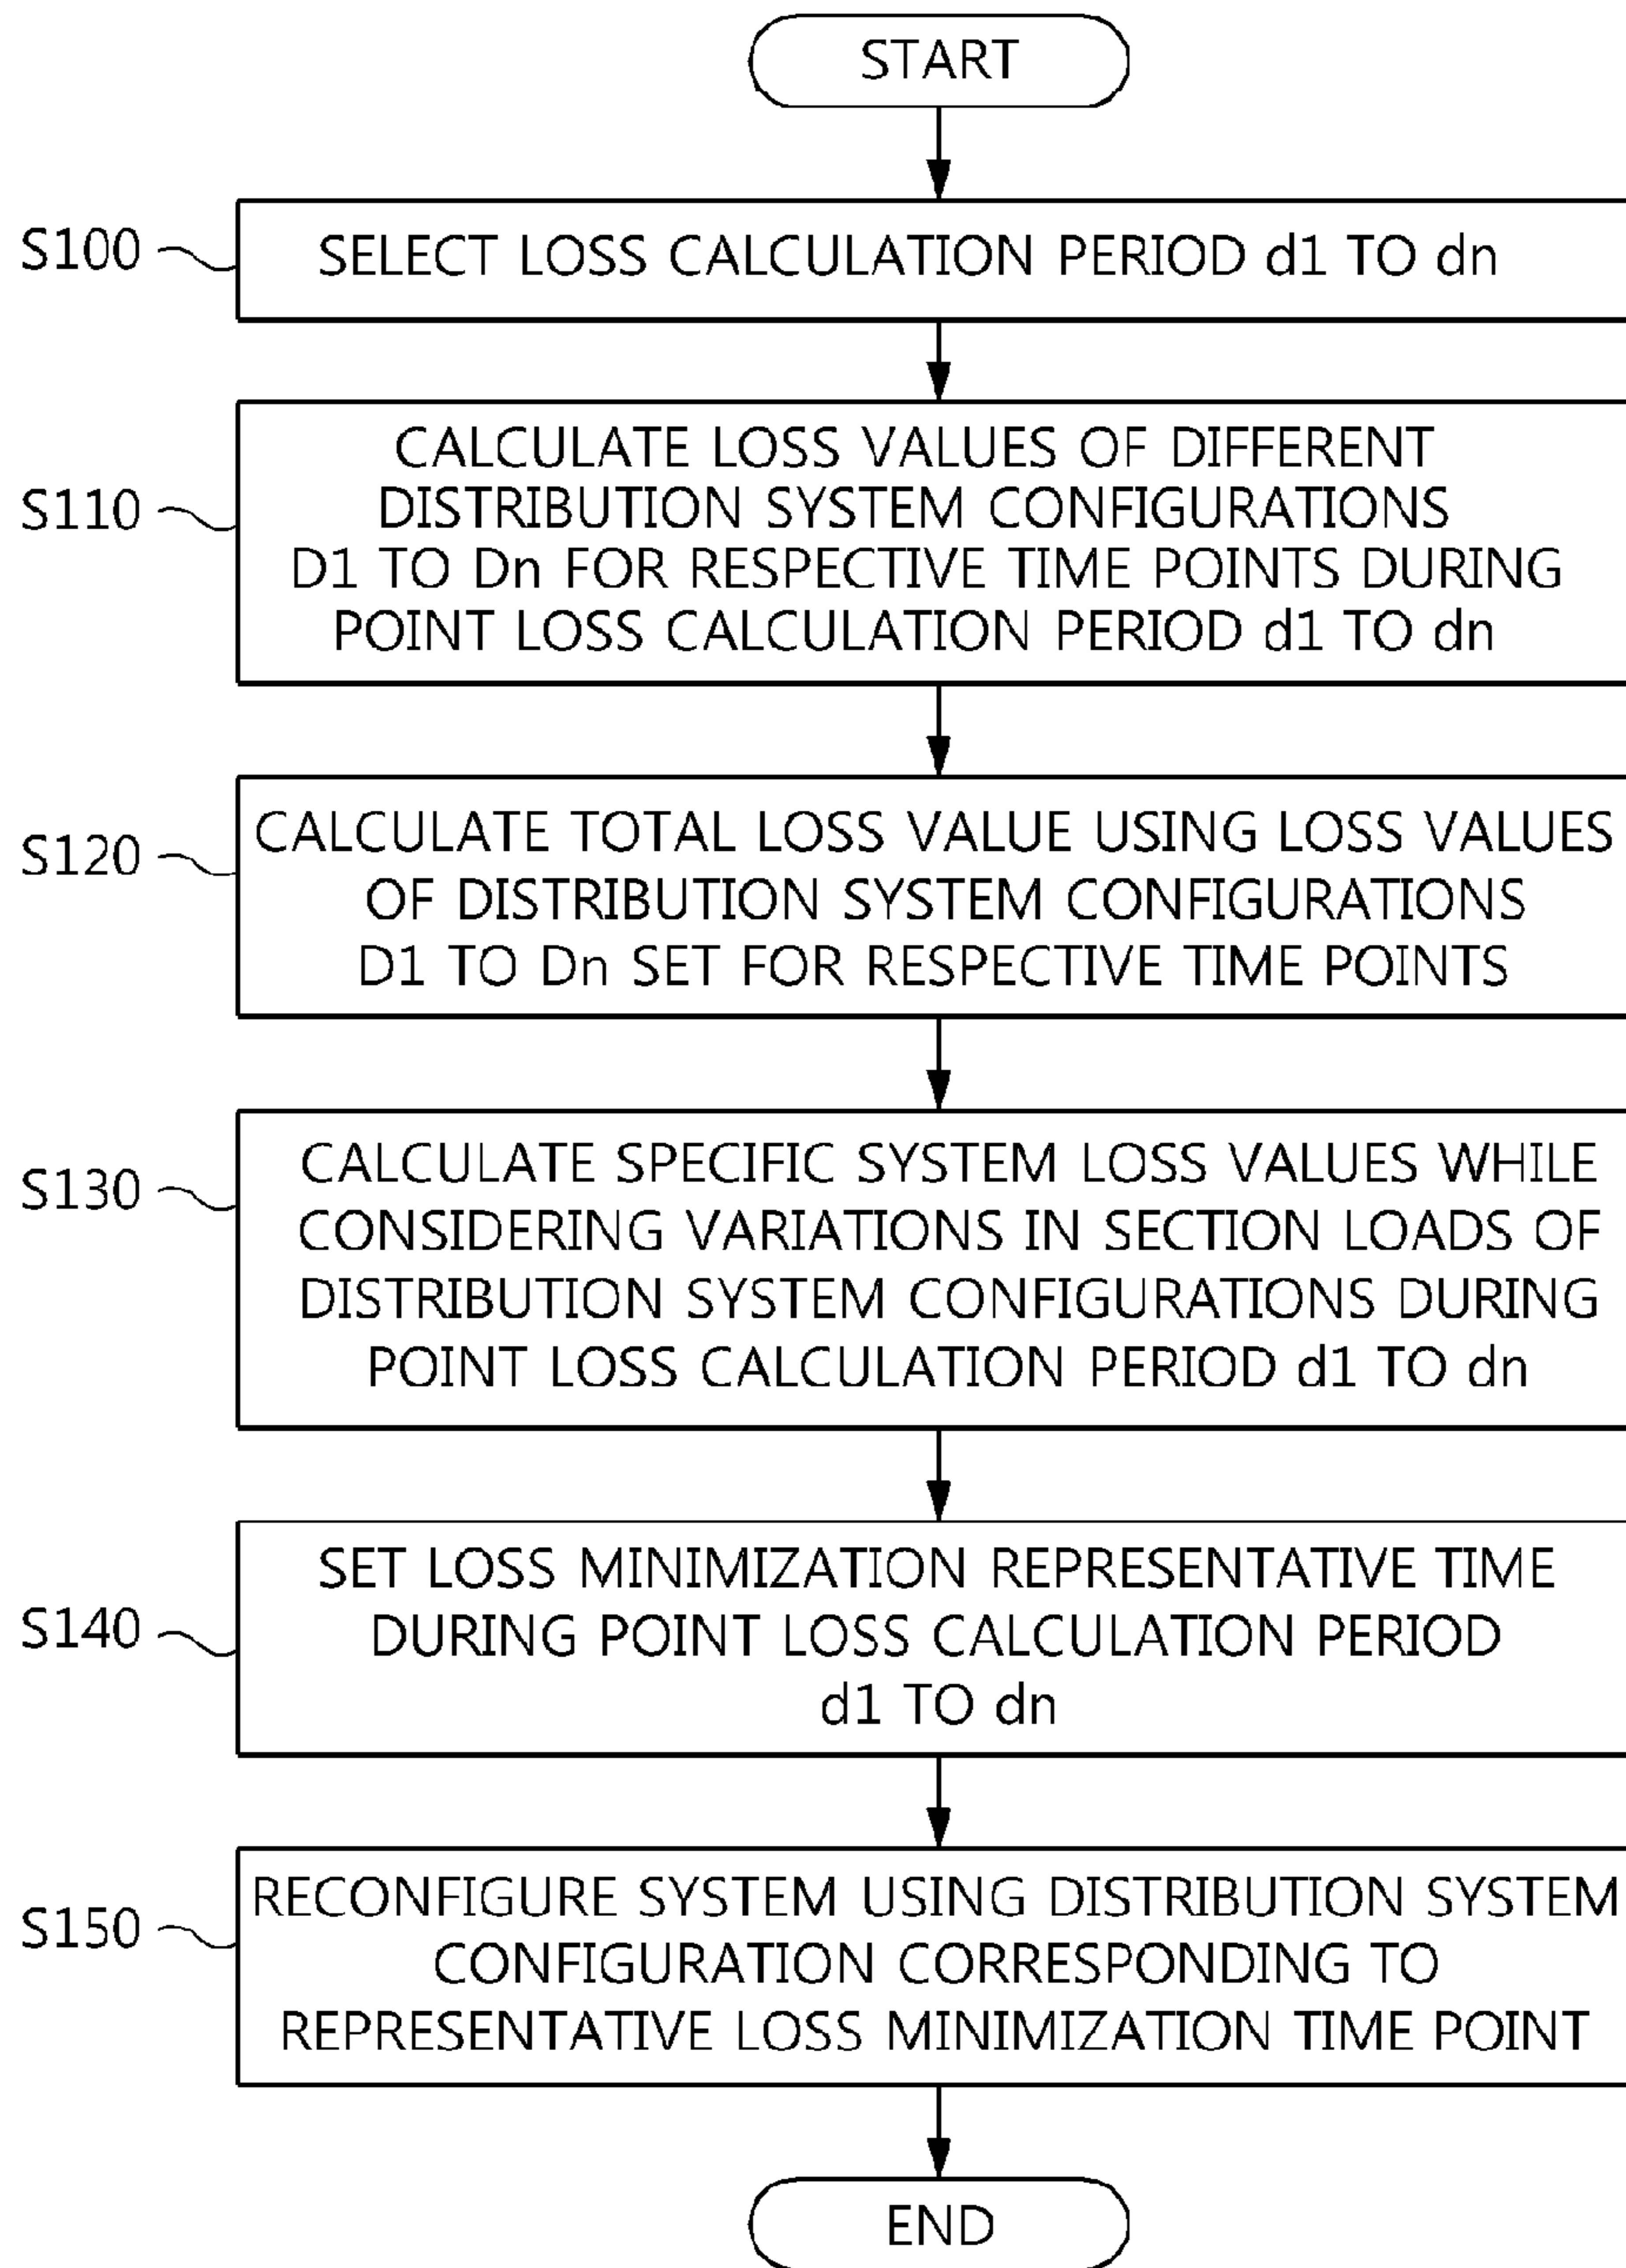 START
S100
SELECT LOSS CALCULATION PERIOD d1 TO dn
S110
CALCULATE LOSS VALUES OF DIFFERENT
DISTRIBUTION SYSTEM CONFIGURATIONS
D1 TO Dn FOR RESPECTIVE TIME POINTS DURING
POINT LOSS CALCULATION PERIOD d1 TO dn
S120
CALCULATE TOTAL LOSS VALUE USING LOSS VALUES
OF DISTRIBUTION SYSTEM CONFIGURATIONS
D1 TO Dn SET FOR RESPECTIVE TIME POINTS
S130
CALCULATE SPECIFIC SYSTEM LOSS VALUES WHILE
CONSIDERING VARIATIONS IN SECTION LOADS OF
DISTRIBUTION SYSTEM CONFIGURATIONS DURING
POINT LOSS CALCULATION PERIOD d1 TO dn
S140
SET LOSS MINIMIZATION REPRESENTATIVE TIME
DURING POINT LOSS CALCULATION PERIOD
d1 TO dn
S150
RECONFIGURE SYSTEM USING DISTRIBUTION SYSTEM
CONFIGURATION CORRESPONDING TO
REPRESENTATIVE LOSS MINIMIZATION TIME POINT
END